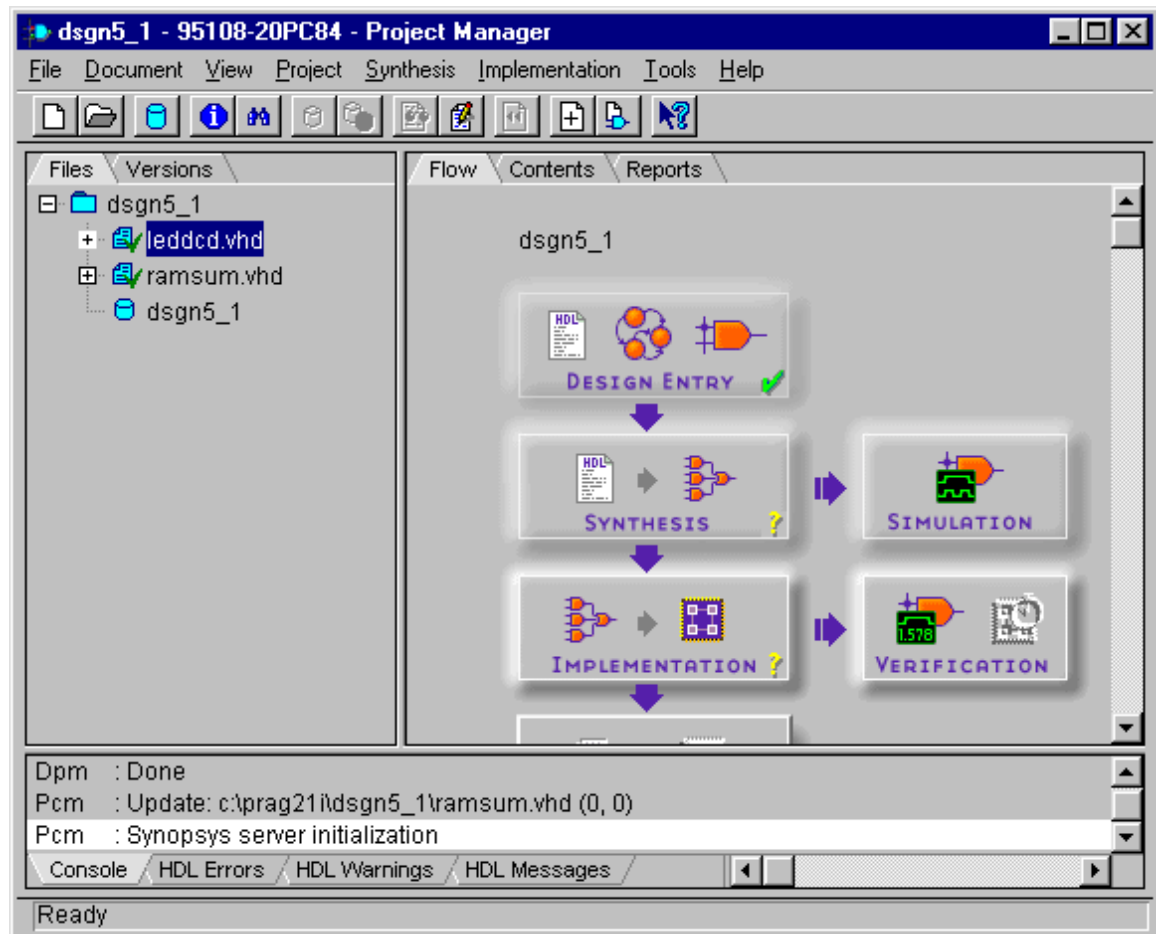 dsgn5_1 - 95108-20PC84 - Project Manager
File Document View Project Synthesis Implementation Tools Help
Files Versions
dsgn5_1
leddcd.vhd
ramsum.vhd
dsgn5_1
Flow Contents Reports
dsgn5_1
HDL
DESIGN ENTRY
HDL
SYNTHESIS ?
SIMULATION
IMPLEMENTATION ?
1.578
VERIFICATION
Dpm : Done
Pcm : Update: c:\prag21i\dsgn5_1\ramsum.vhd (0, 0)
Pcm : Synopsys server initialization
Console HDL Errors HDL Warnings HDL Messages
Ready